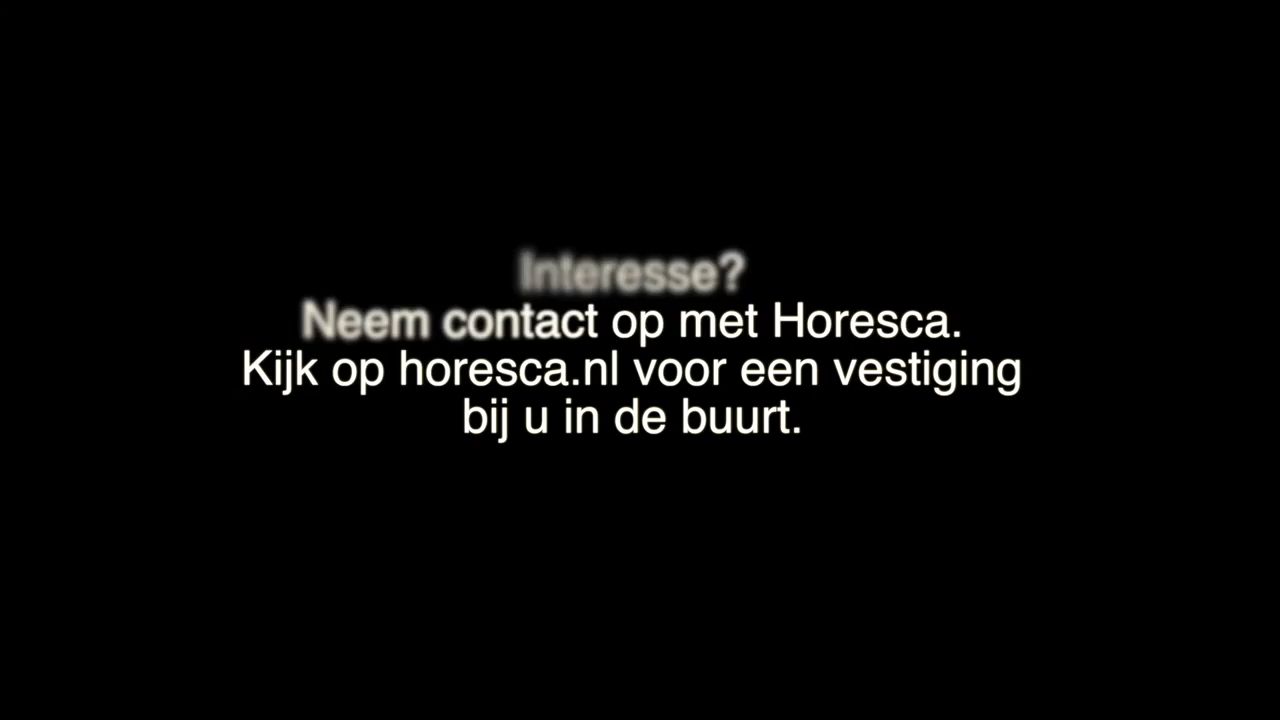 Interesse?
Neem contact op met Horesca.
Kijk op horesca.nl voor een vestiging
bij u in de buurt.